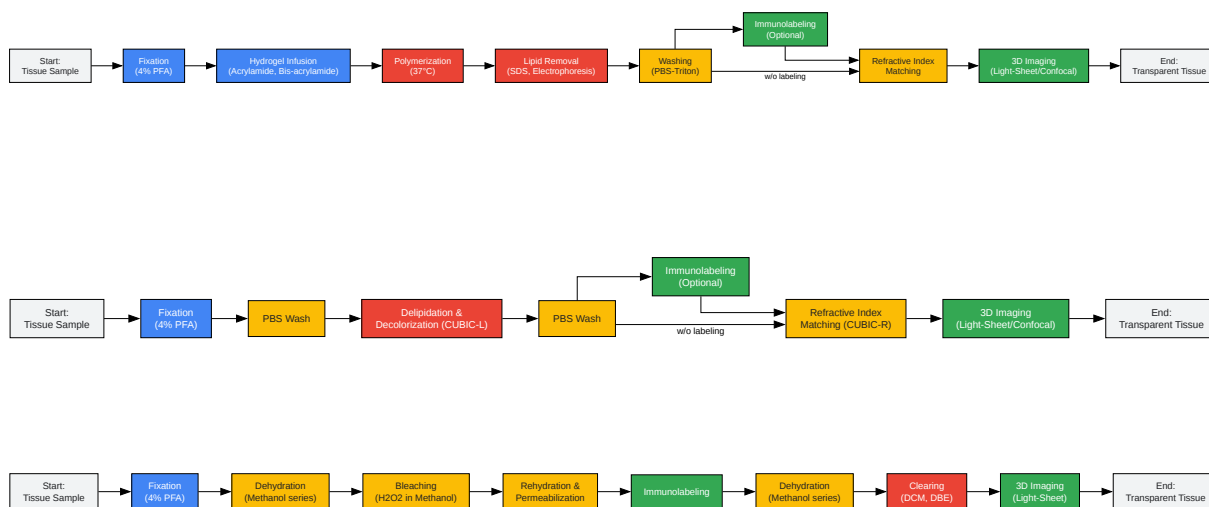 Start:
Tissue Sample
Fixation
(4% PFA)
Hydrogel Infusion
(Acrylamide, Bis-acrylamide)
Polymerization
(37°C)
Lipid Removal
(SDS, Electrophoresis)
Washing
(PBS-Triton)
Immunolabeling
(Optional)
w/o labeling
Refractive Index
Matching
3D Imaging
(Light-Sheet/Confocal)
End:
Transparent Tissue
Start:
Tissue Sample
Fixation
(4% PFA)
PBS Wash
Delipidation &
Decolorization (CUBIC-L)
PBS Wash
Immunolabeling
(Optional)
w/o labeling
Refractive Index
Matching (CUBIC-R)
3D Imaging
(Light-Sheet/Confocal)
End:
Transparent Tissue
Start:
Tissue Sample
Fixation
(4% PFA)
Dehydration
(Methanol series)
Bleaching
(H2O2 in Methanol)
Rehydration &
Permeabilization
Immunolabeling
Dehydration
(Methanol series)
Clearing
(DCM, DBE)
3D Imaging
(Light-Sheet)
End:
Transparent Tissue